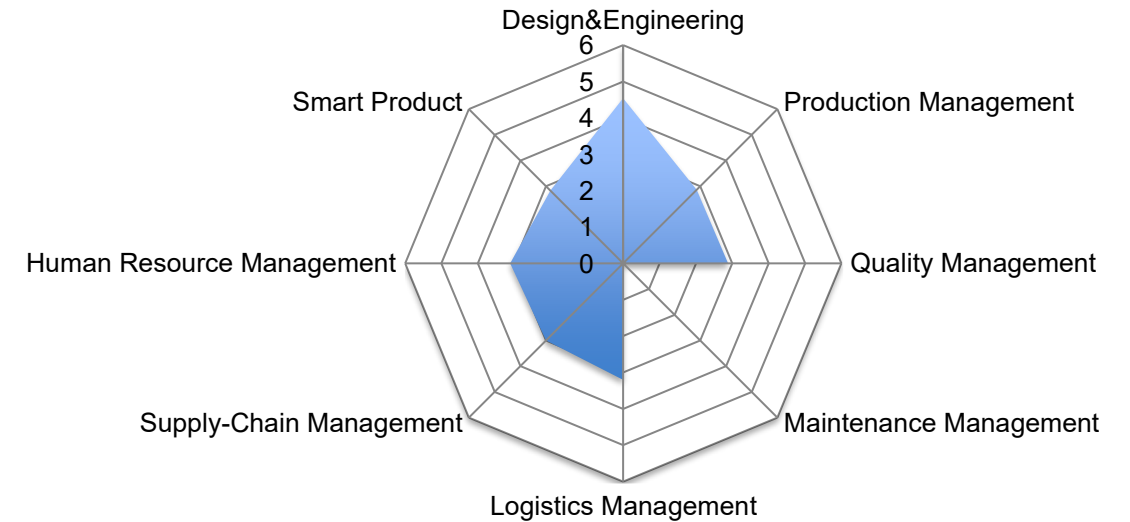 Design&Engineering
6
5
Smart Product
Production Management
4
3
2
1
Human Resource Management
0
Quality Management
Supply-Chain Management
Maintenance Management
Logistics Management